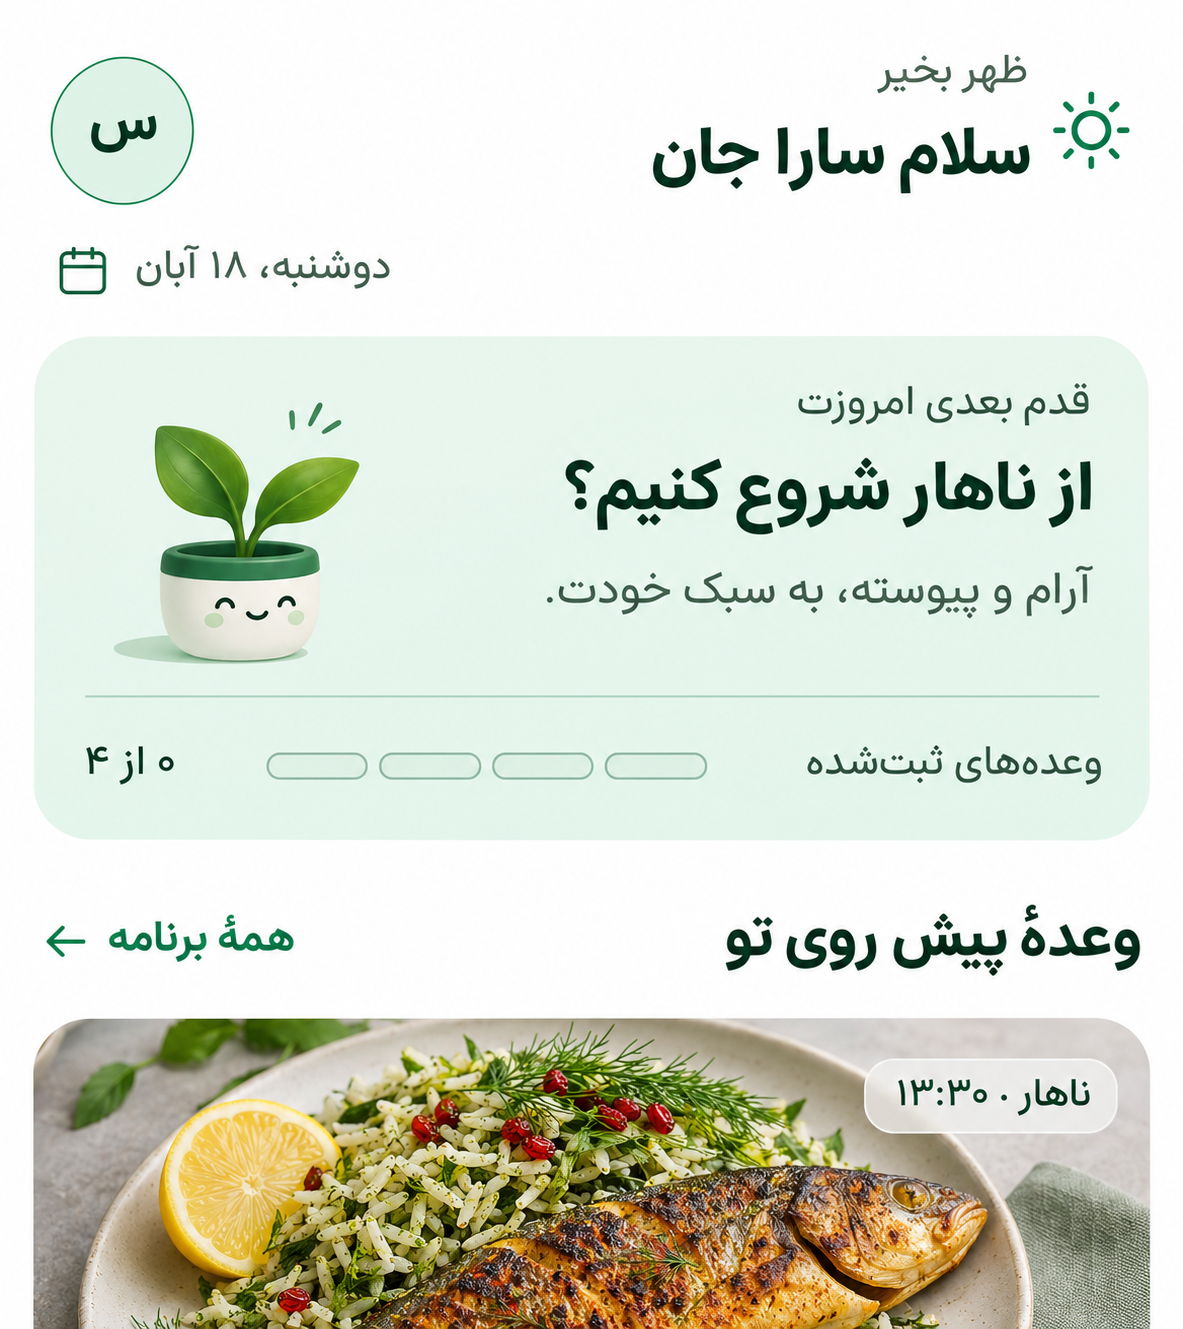 ظهر بخیر
سلام سارا جان
س
دوشنبه، ۱۸ آبان
قدم بعدی امروزت
از ناهار شروع کنیم؟
آرام و پیوسته، به سبک خودت.
وعده‌های ثبت‌شده
۰ از ۴
وعدهٔ پیش روی تو
همهٔ برنامه
ناهار · ۱۳:۳۰